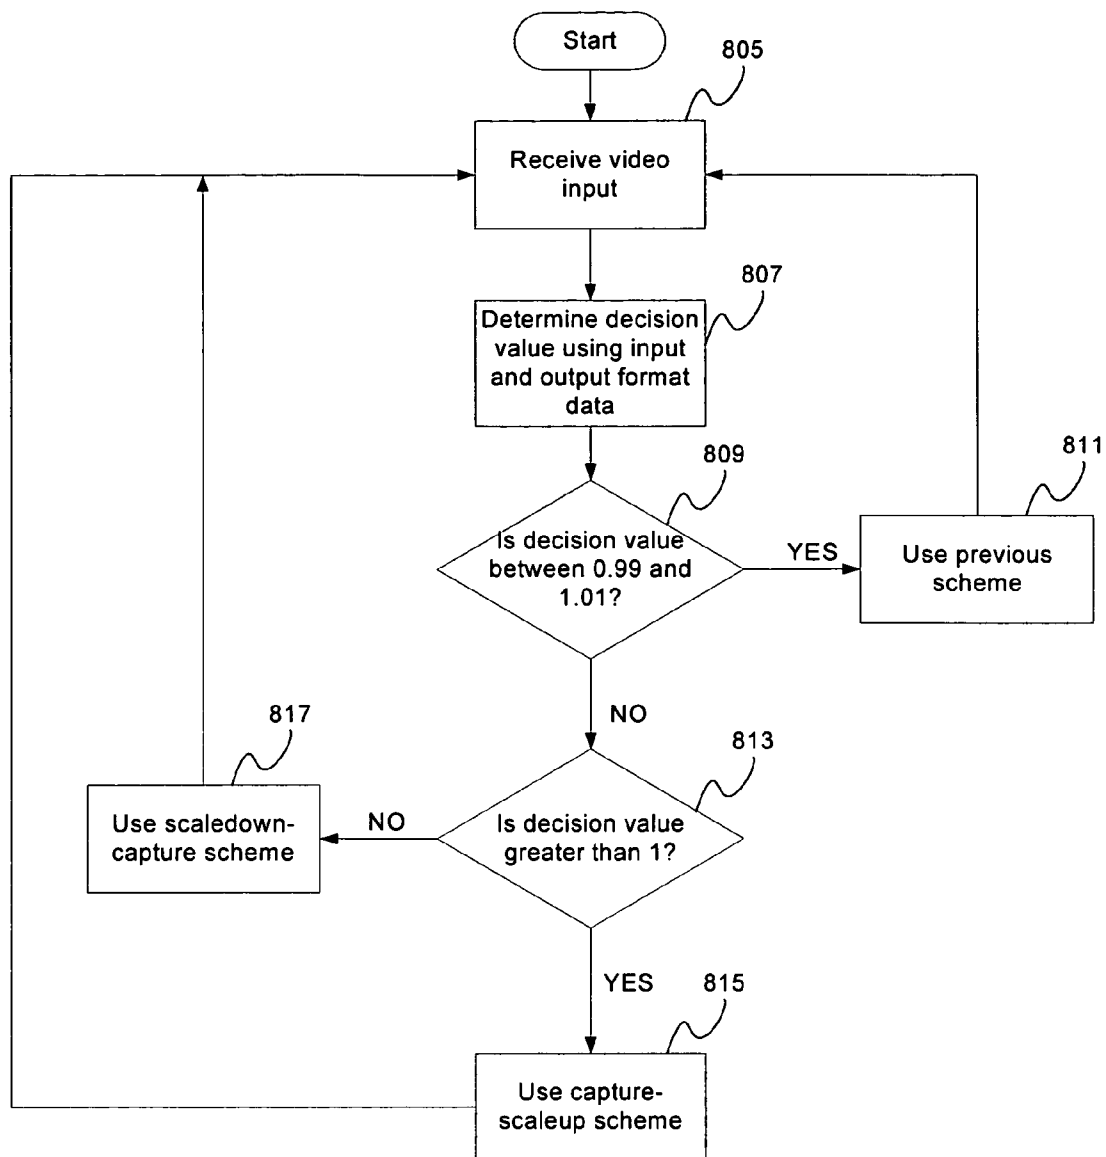 Start
805
Receive video
input
807
Determine decision
value using input
and output format
data
809
Is decision value
between 0.99 and
1.01?
YES
811
Use previous
scheme
NO
817
Use scaledown-
capture scheme
NO
813
Is decision value
greater than 1?
YES
815
Use capture-
scaleup scheme